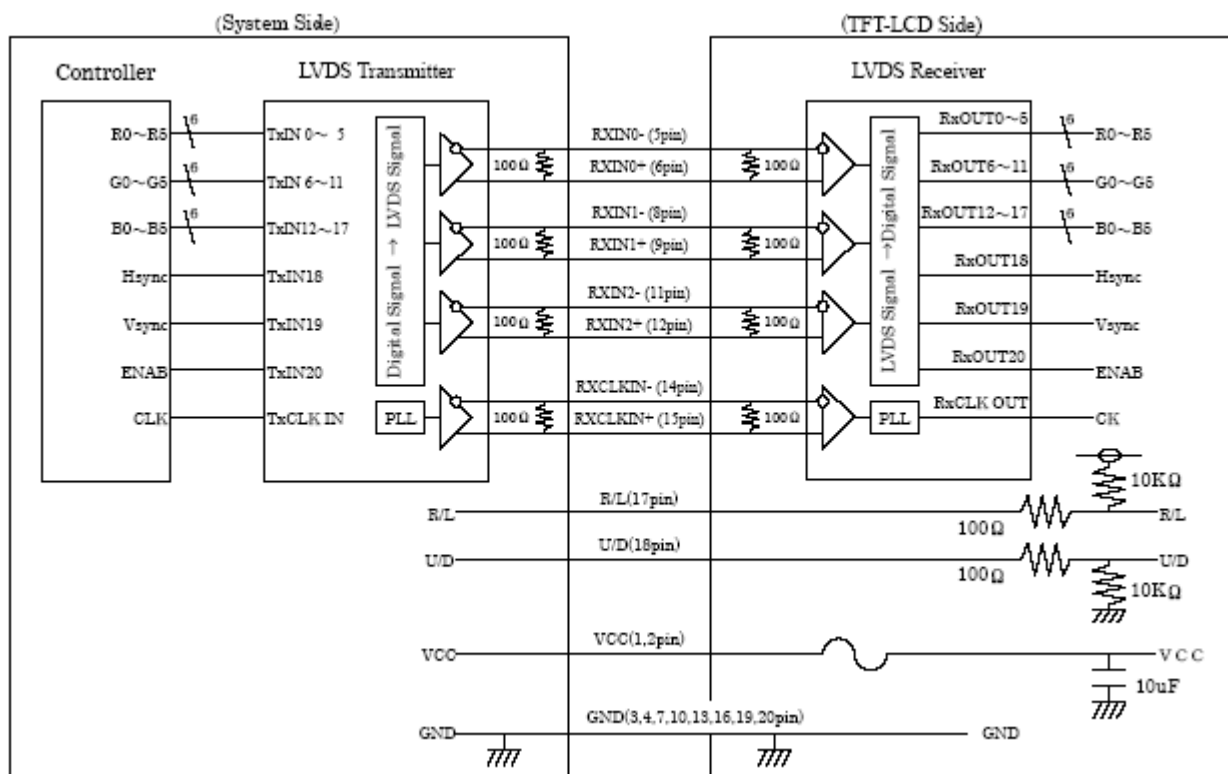 (System Side)
(TFT-LCD Side)
Controller
LVDS Transmitter
LVDS Receiver
R0～R5
6
TxIN 0～ 5
G0～G5
6
TxIN 6～11
B0～B5
6
TxIN12～17
Hsync
TxIN18
Vsync
TxIN19
ENAB
TxIN20
CLK
TxCLK IN
Digital Signal → LVDS Signal
PLL
100Ω
100Ω
100Ω
100Ω
RXIN0- (5pin)
RXIN0+ (6pin)
RXIN1- (8pin)
RXIN1+ (9pin)
RXIN2- (11pin)
RXIN2+ (12pin)
RXCLKIN- (14pin)
RXCLKIN+ (15pin)
100Ω
100Ω
100Ω
100Ω
LVDS Signal →Digital Signal
PLL
RxOUT0～5
6
R0～R5
RxOUT6～11
6
G0～G5
RxOUT12～17
6
B0～B5
RxOUT18
Hsync
RxOUT19
Vsync
RxOUT20
ENAB
RxCLK OUT
CK
10KΩ
R/L
R/L(17pin)
100Ω
R/L
U/D
U/D(18pin)
100Ω
U/D
10KΩ
VCC
VCC(1,2pin)
V C C
10uF
GND
GND(3,4,7,10,13,16,19,20pin)
GND